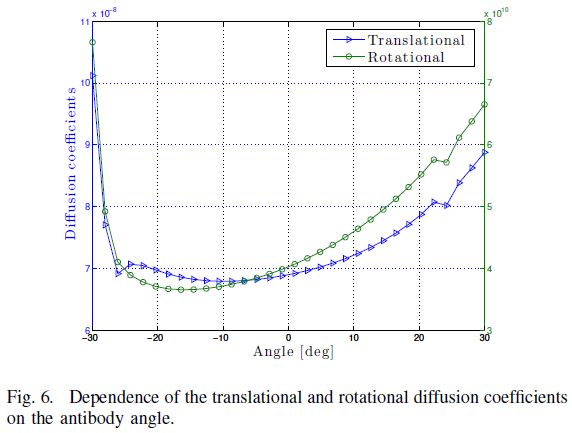 x 10^-8
x 10^10
11
10
9
8
7
6
8
7
6
5
4
3
Translational
Rotational
Diffusion coefficients
-30
-20
-10
0
10
20
30
Angle [deg]
Fig. 6. Dependence of the translational and rotational diffusion coefficients
on the antibody angle.